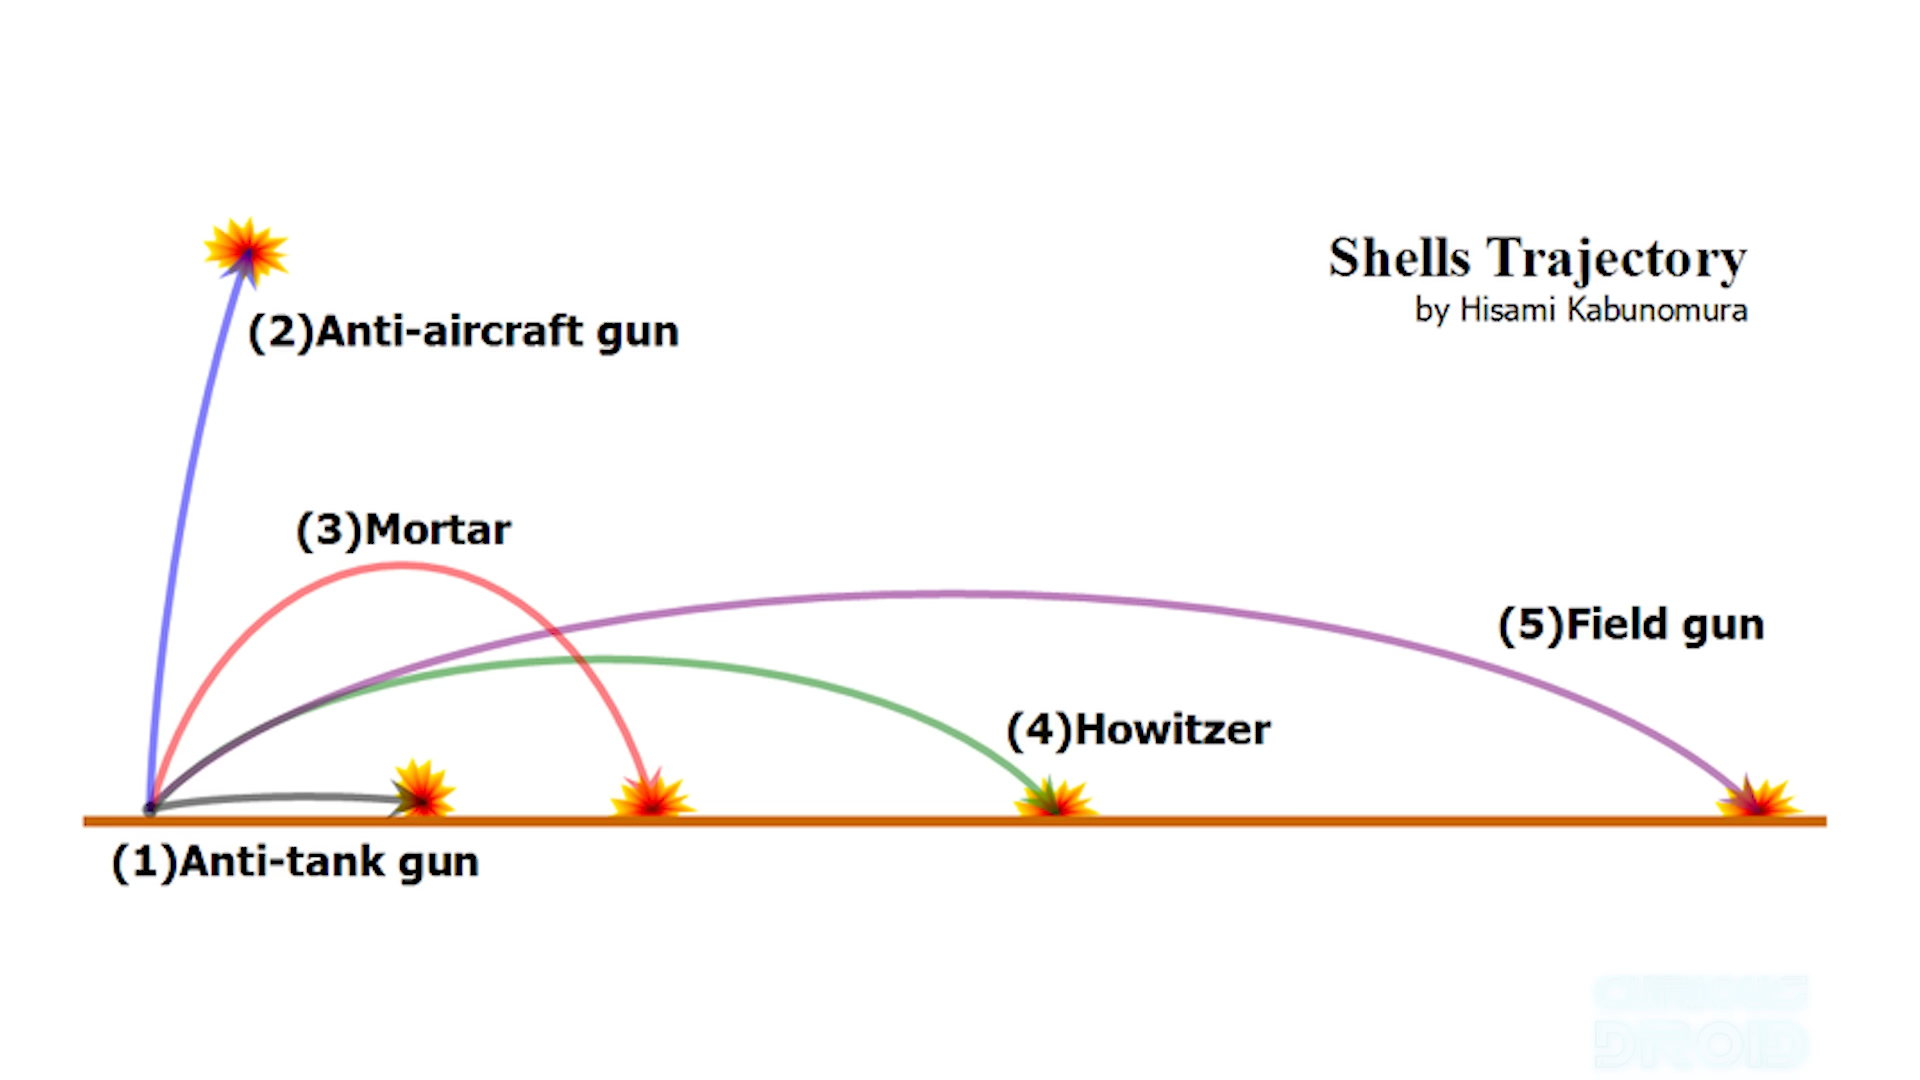 Shells Trajectory
by Hisami Kabunomura
(2)Anti-aircraft gun
(3)Mortar
(5)Field gun
(4)Howitzer
(1)Anti-tank gun
DROID